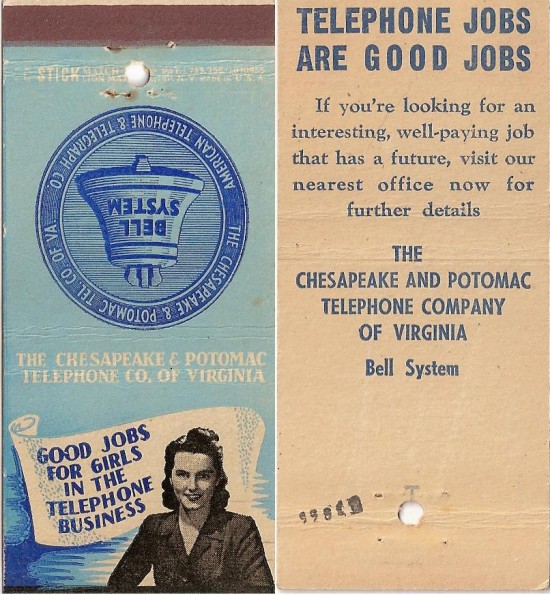 AMERICAN TELEPHONE & TELEGRAPH CO.
BELL
SYSTEM
THE CHESAPEAKE & POTOMAC TEL. CO. OF VA.
THE CHESAPEAKE & POTOMAC
TELEPHONE CO. OF VIRGINIA
GOOD JOBS
FOR GIRLS
IN THE
TELEPHONE
BUSINESS
TELEPHONE JOBS
ARE GOOD JOBS
If you're looking for an
interesting, well-paying job
that has a future, visit our
nearest office now for
further details
THE
CHESAPEAKE AND POTOMAC
TELEPHONE COMPANY
OF VIRGINIA
Bell System